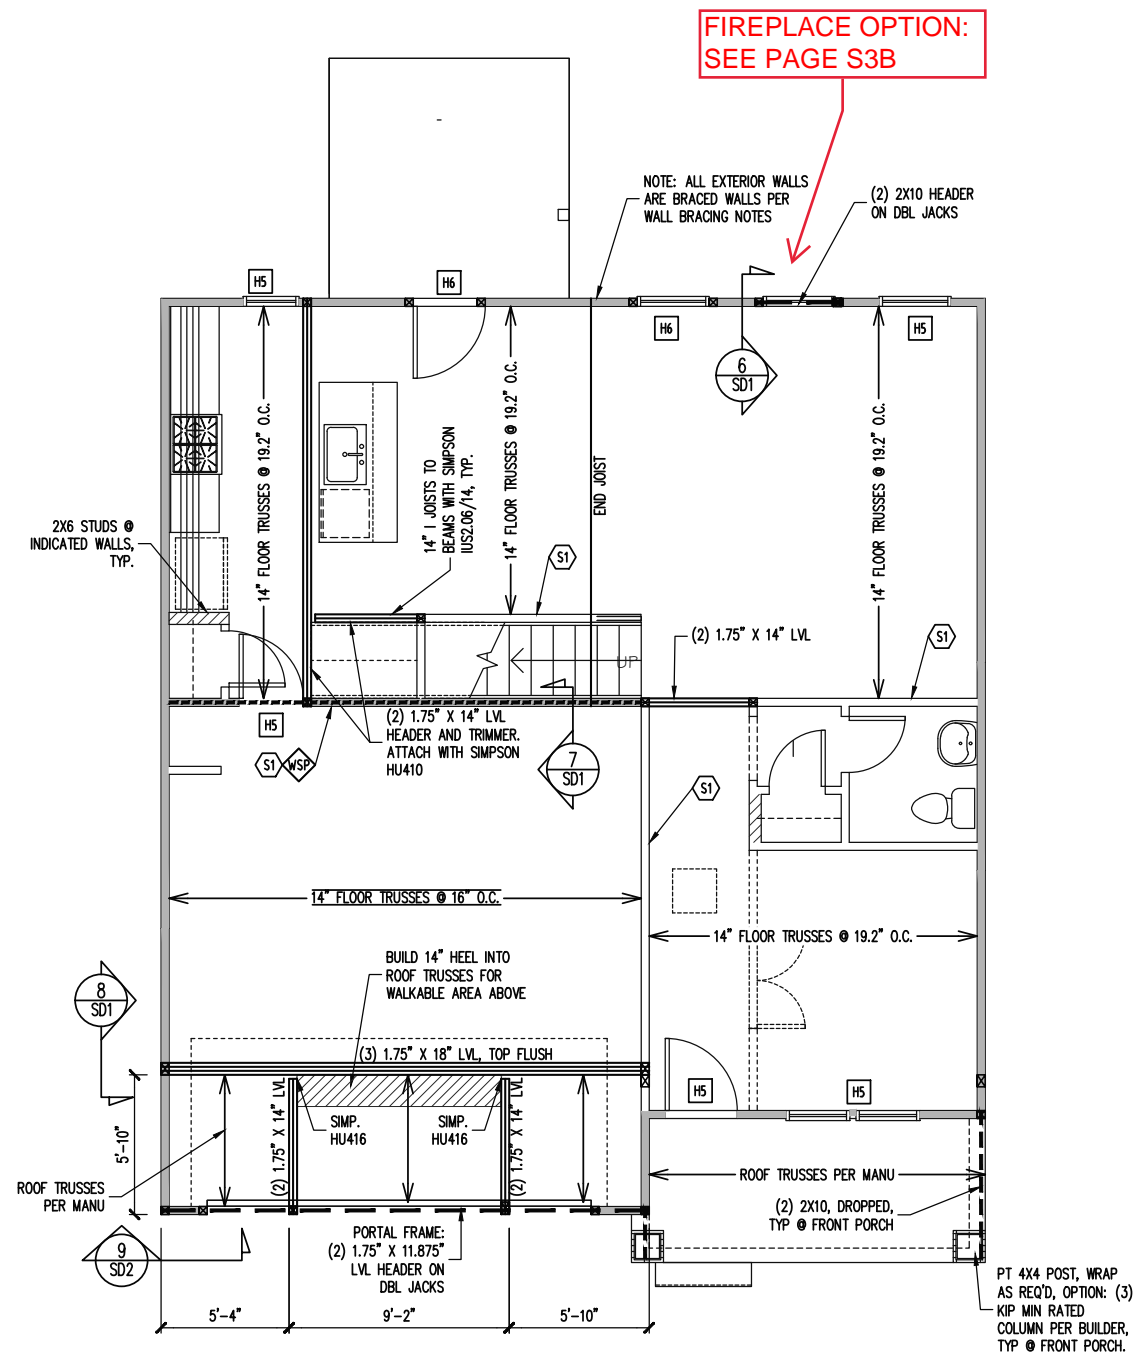 FIREPLACE OPTION:
SEE PAGE S3B
NOTE: ALL EXTERIOR WALLS
ARE BRACED WALLS PER
WALL BRACING NOTES
(2) 2X10 HEADER
ON DBL JACKS
H5
H6
H6
H5
6
SD1
14" FLOOR TRUSSES @ 19.2" O.C.
14" I JOISTS TO
BEAMS WITH SIMPSON
IUS2.06/14, TYP.
14" FLOOR TRUSSES @ 19.2" O.C.
END JOIST
14" FLOOR TRUSSES @ 19.2" O.C.
2X6 STUDS @
INDICATED WALLS,
TYP.
S1
(2) 1.75" X 14" LVL
S1
UP
H5
S1
WSP
(2) 1.75" X 14" LVL
HEADER AND TRIMMER.
ATTACH WITH SIMPSON
HU410
7
SD1
S1
14" FLOOR TRUSSES @ 16" O.C.
14" FLOOR TRUSSES @ 19.2" O.C.
BUILD 14" HEEL INTO
ROOF TRUSSES FOR
WALKABLE AREA ABOVE
8
SD1
(3) 1.75" X 18" LVL, TOP FLUSH
H5
H5
(2) 1.75" X 14" LVL
SIMP.
HU416
SIMP.
HU416
(2) 1.75" X 14" LVL
5'-10"
ROOF TRUSSES
PER MANU
ROOF TRUSSES PER MANU
(2) 2X10, DROPPED,
TYP @ FRONT PORCH
PORTAL FRAME:
(2) 1.75" X 11.875"
LVL HEADER ON
DBL JACKS
9
SD2
PT 4X4 POST, WRAP
AS REQ'D, OPTION: (3)
KIP MIN RATED
COLUMN PER BUILDER,
TYP @ FRONT PORCH.
5'-4"
9'-2"
5'-10"